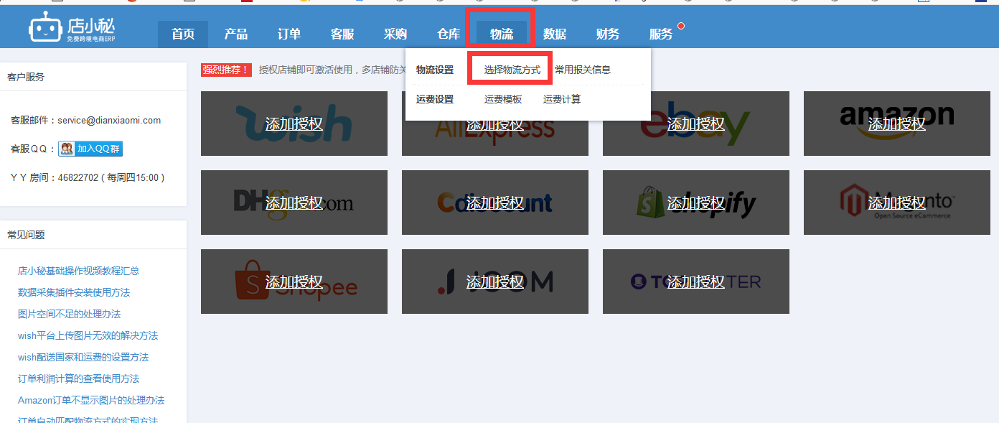 店小秘
免费跨境电商ERP
首页 产品 订单 客服 采购 仓库 物流 数据 财务 服务
客户服务
客服邮件：service@dianxiaomi.com
客服QQ： 加入QQ群
YY 房间：46822702 ( 每周四15:00 )
常见问题
店小秘基础操作视频教程汇总
数据采集插件安装使用方法
图片空间不足的处理办法
wish平台上传图片无效的解决方法
wish配送国家和运费的设置方法
订单利润计算的查看使用方法
Amazon订单不显示图片的处理办法
订单自动匹配物流方式的实现方法
强烈推荐！ 授权店铺即可激活使用，多店铺防关
物流设置 选择物流方式 常用报关信息
运费设置 运费模板 运费计算
wish 添加授权
AliExpress 添加授权
ebay 添加授权
amazon 添加授权
DHg com 添加授权
Cdiscount 添加授权
shopify 添加授权
Magento 添加授权
Open Source eCommerce
Shopee 添加授权
JOOM 添加授权
TO TER 添加授权